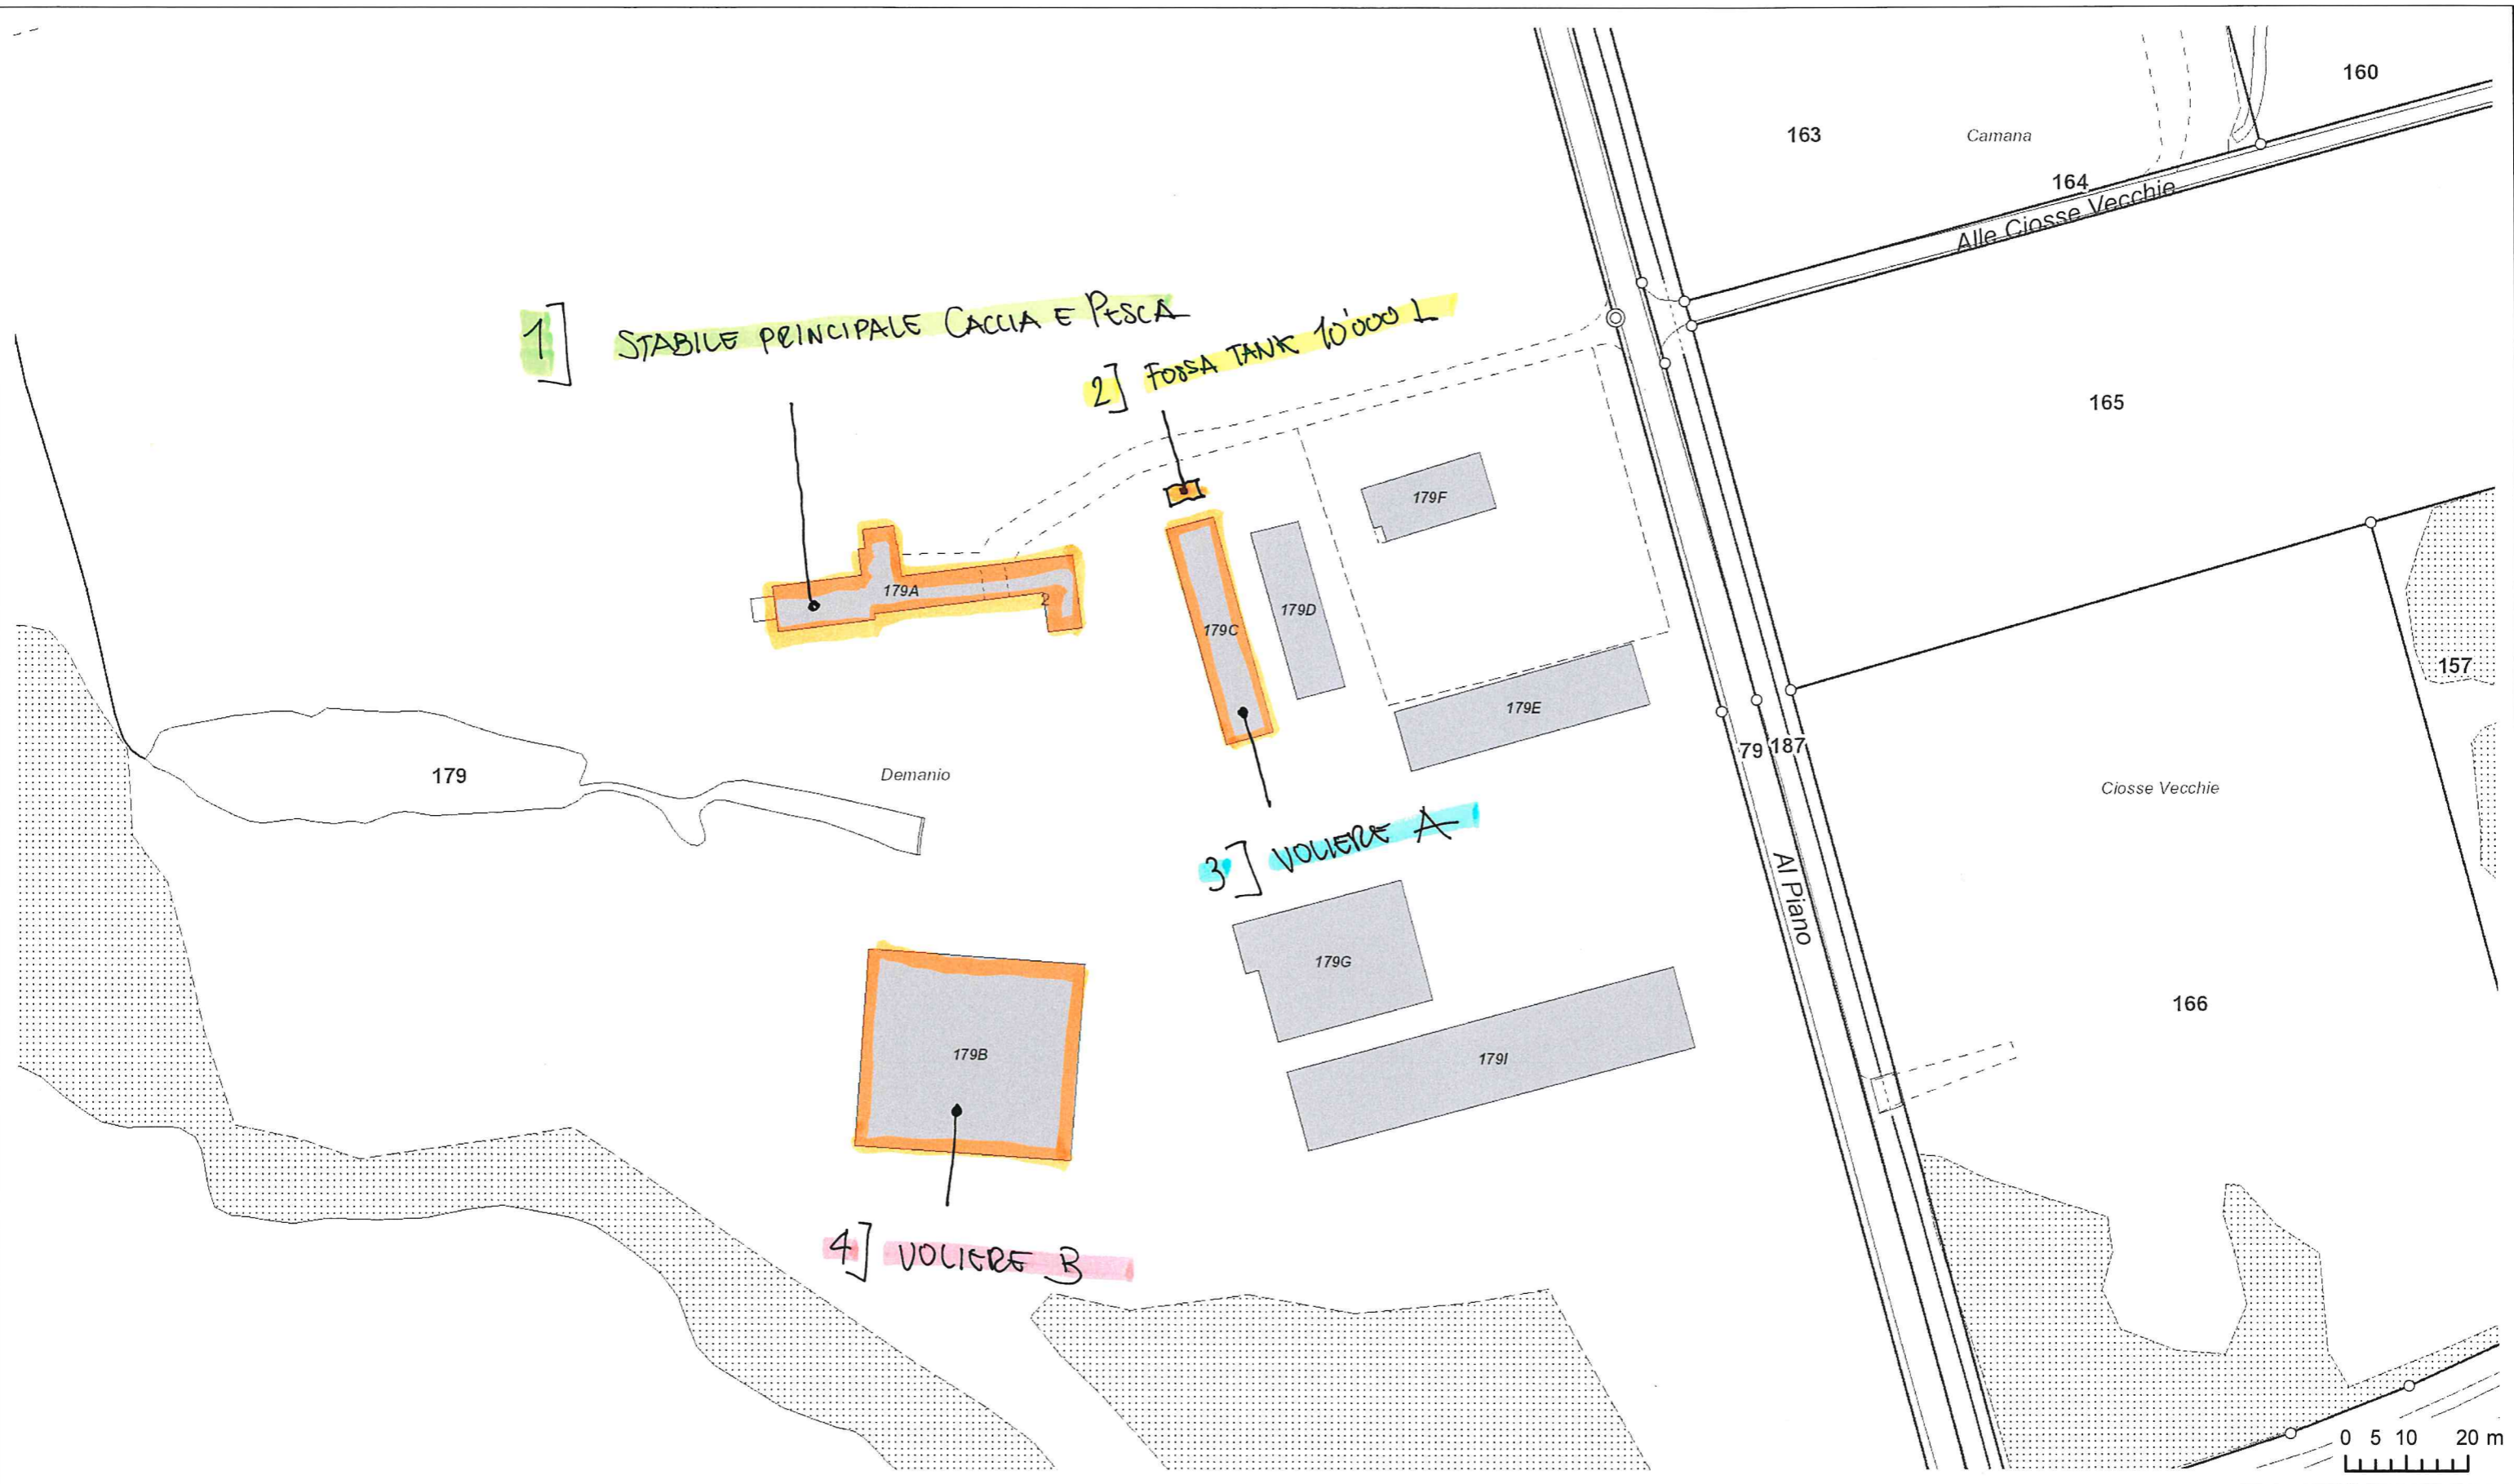 160
163
Camana
164
Alle Ciosse Vecchie
1] STABILE PRINCIPALE CACCIA E PESCA
2] FOSSA TANK 10'000 L
165
179F
179A
2
179C
179D
157
179E
79
187
179
Demanio
Ciosse Vecchie
3] VOLIERE A
Al Piano
179G
166
179B
179I
4] VOLIERE B
0 5 10 20 m